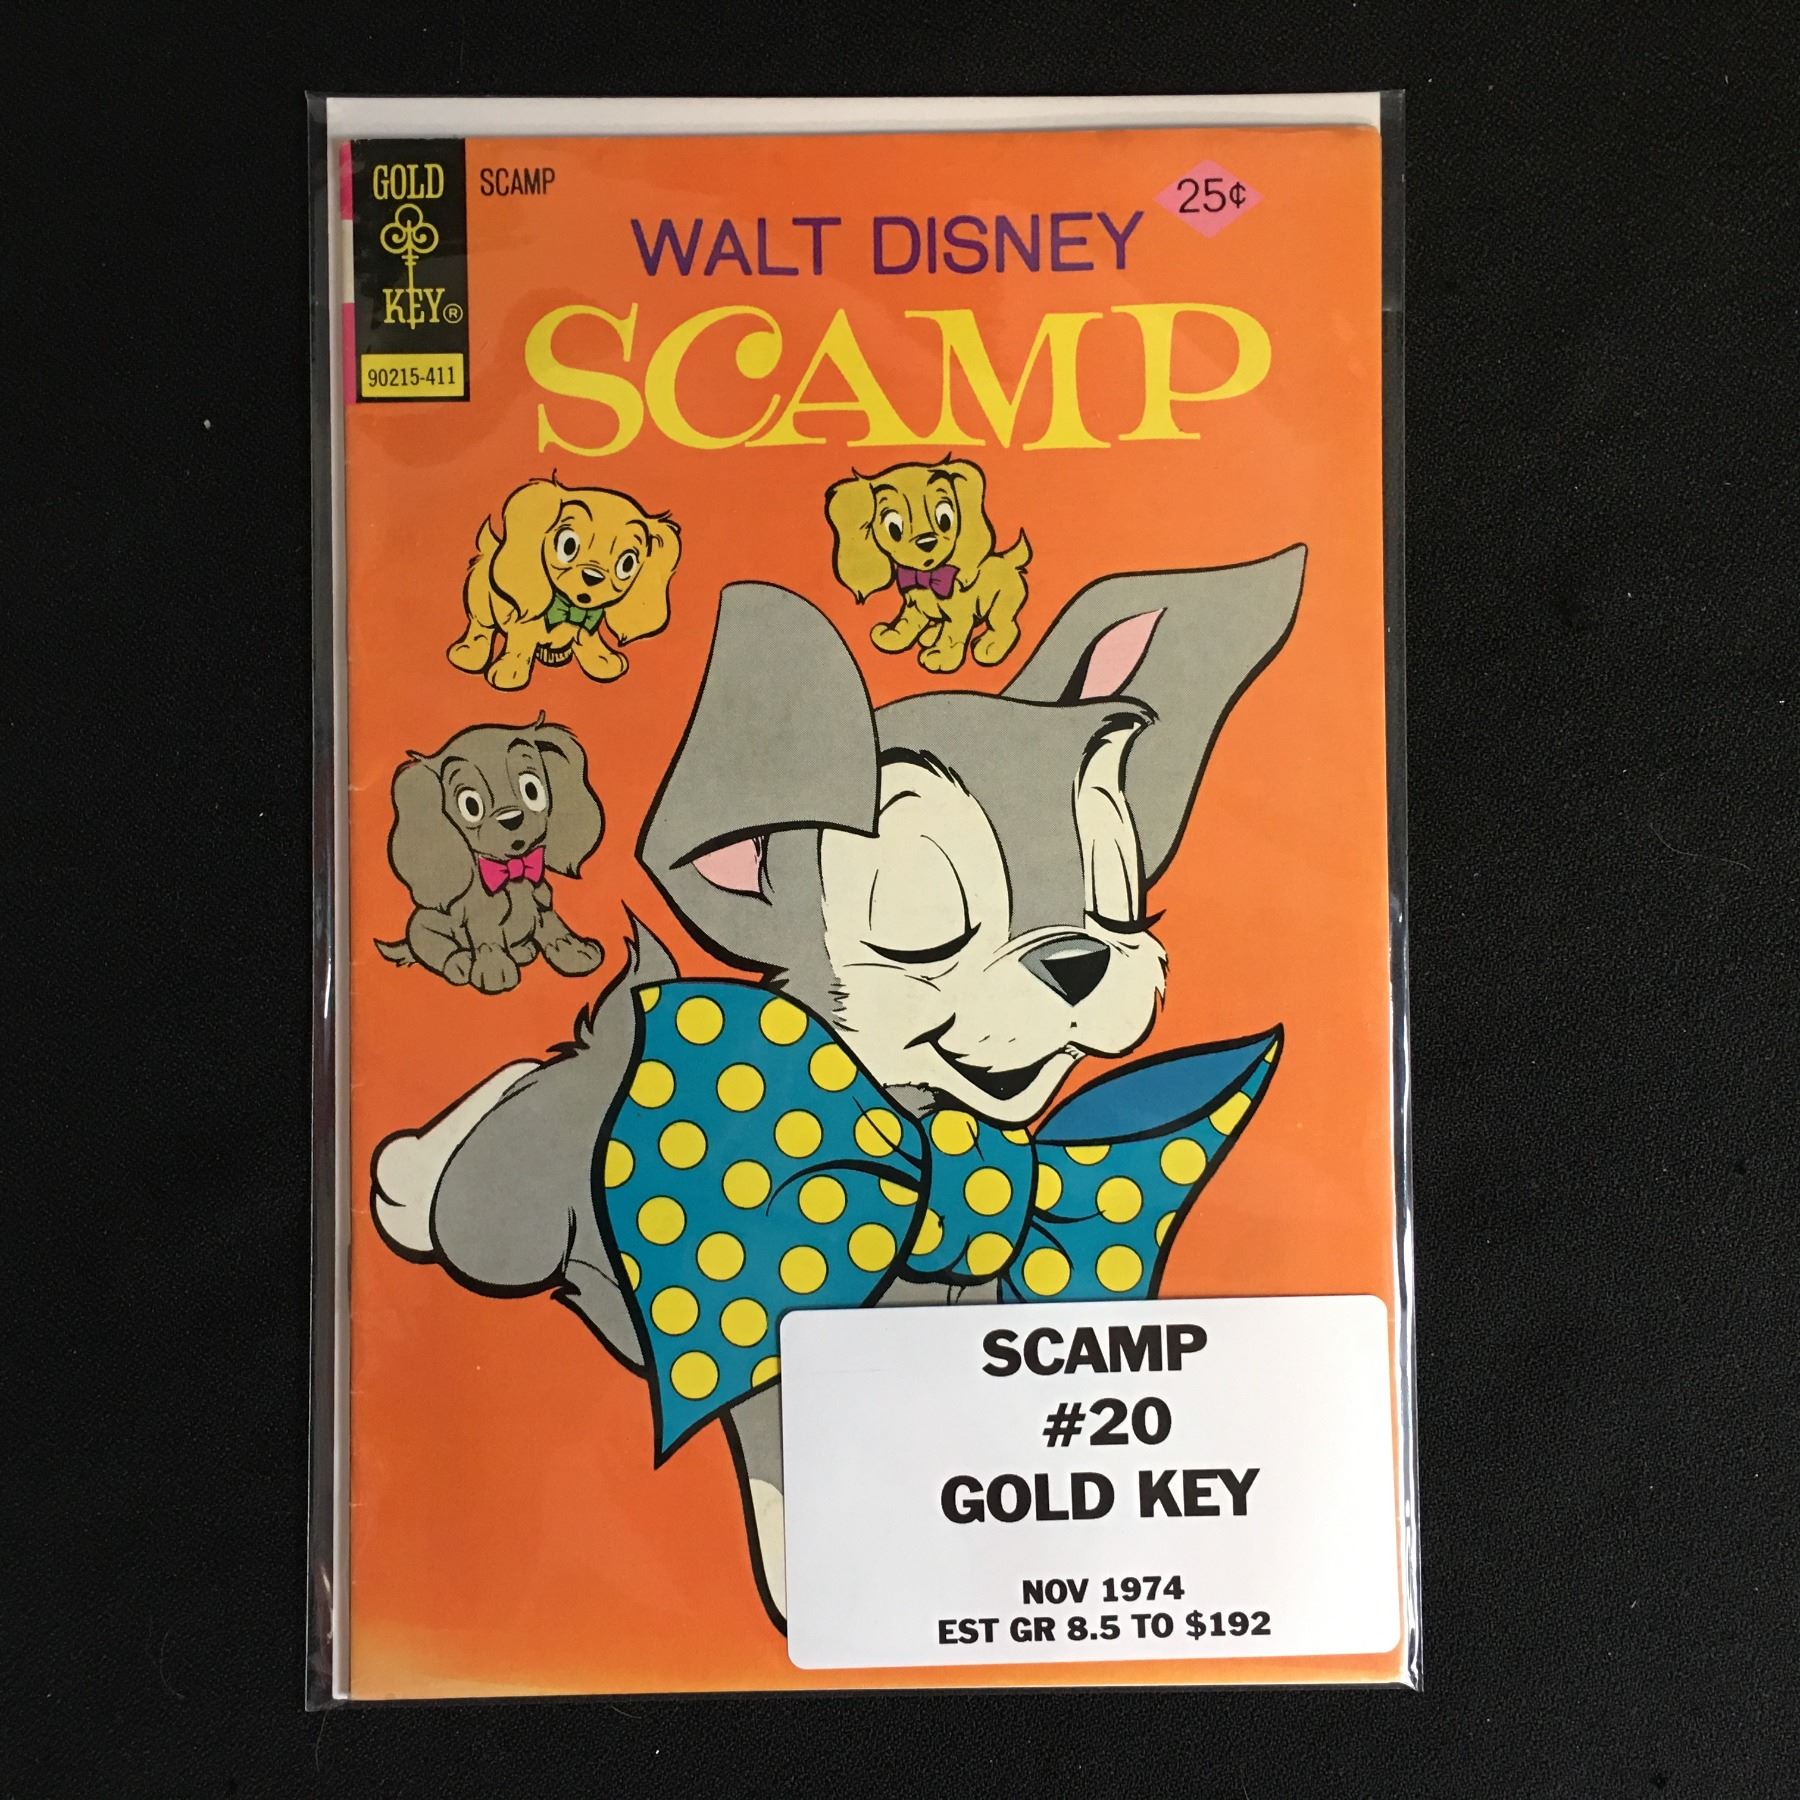 GOLD
KEY®
90215-411
SCAMP
25¢
WALT DISNEY
SCAMP
SCAMP
#20
GOLD KEY
NOV 1974
EST GR 8.5 TO $192